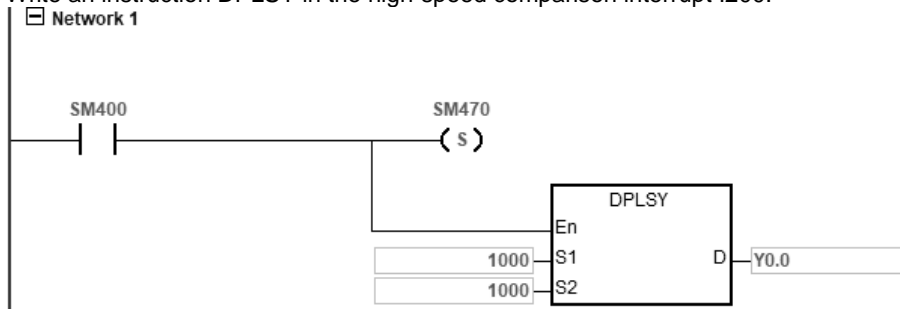 Write an instruction DPLSY in the high-speed comparison interrupt I200.
Network 1
SM400
SM470
S
DPLSY
En
1000 S1 D Y0.0
1000 S2